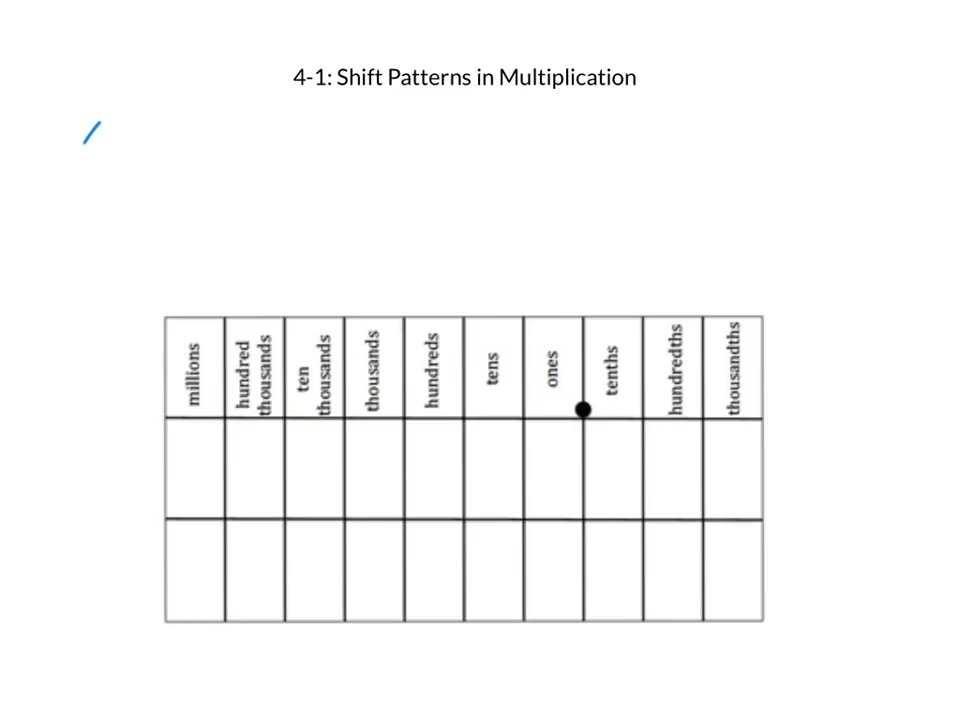 4-1: Shift Patterns in Multiplication
millions
hundred
thousands
ten
thousands
thousands
hundreds
tens
ones
tenths
hundredths
thousandths